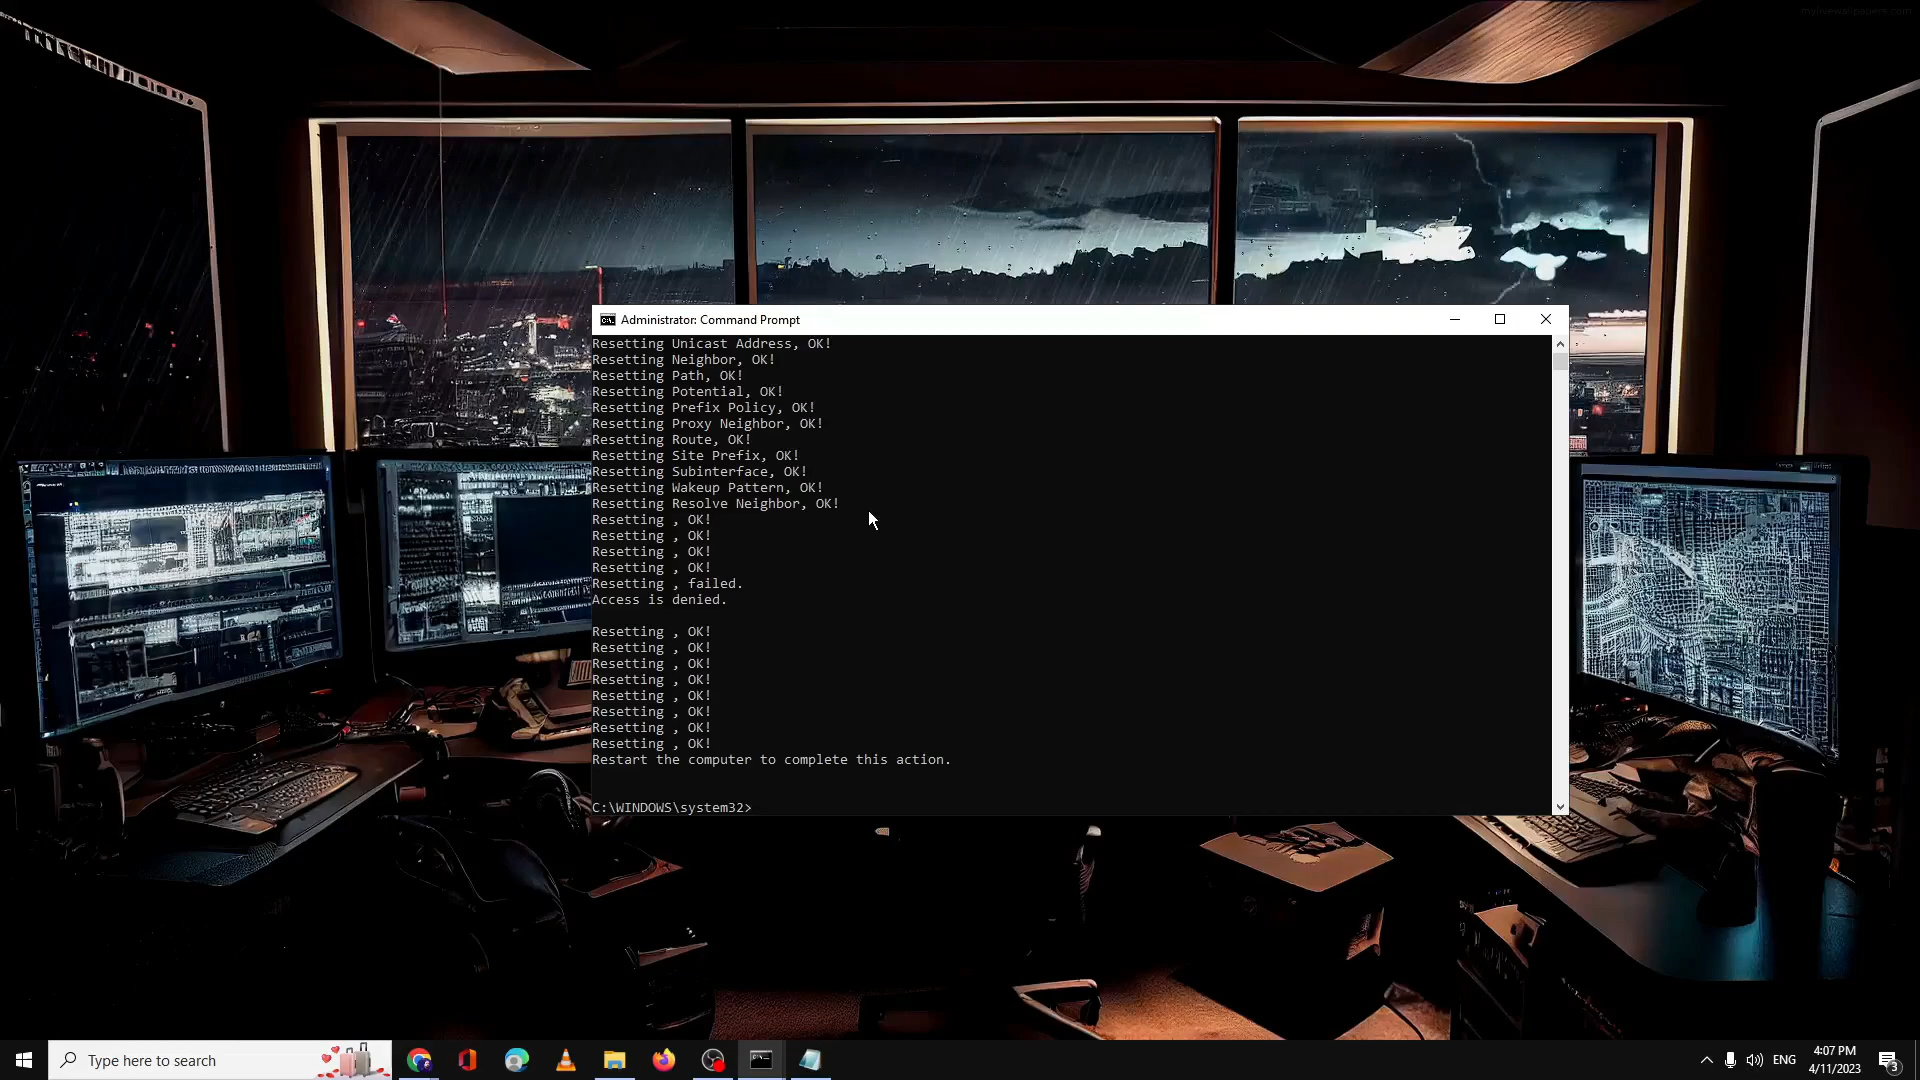 mylivewallpapers.com
Administrator: Command Prompt
Resetting Unicast Address, OK!
Resetting Neighbor, OK!
Resetting Path, OK!
Resetting Potential, OK!
Resetting Prefix Policy, OK!
Resetting Proxy Neighbor, OK!
Resetting Route, OK!
Resetting Site Prefix, OK!
Resetting Subinterface, OK!
Resetting Wakeup Pattern, OK!
Resetting Resolve Neighbor, OK!
Resetting , OK!
Resetting , OK!
Resetting , OK!
Resetting , OK!
Resetting , failed.
Access is denied.
Resetting , OK!
Resetting , OK!
Resetting , OK!
Resetting , OK!
Resetting , OK!
Resetting , OK!
Resetting , OK!
Resetting , OK!
Restart the computer to complete this action.
C:\WINDOWS\system32>
Type here to search
ENG
4:07 PM
4/11/2023
3